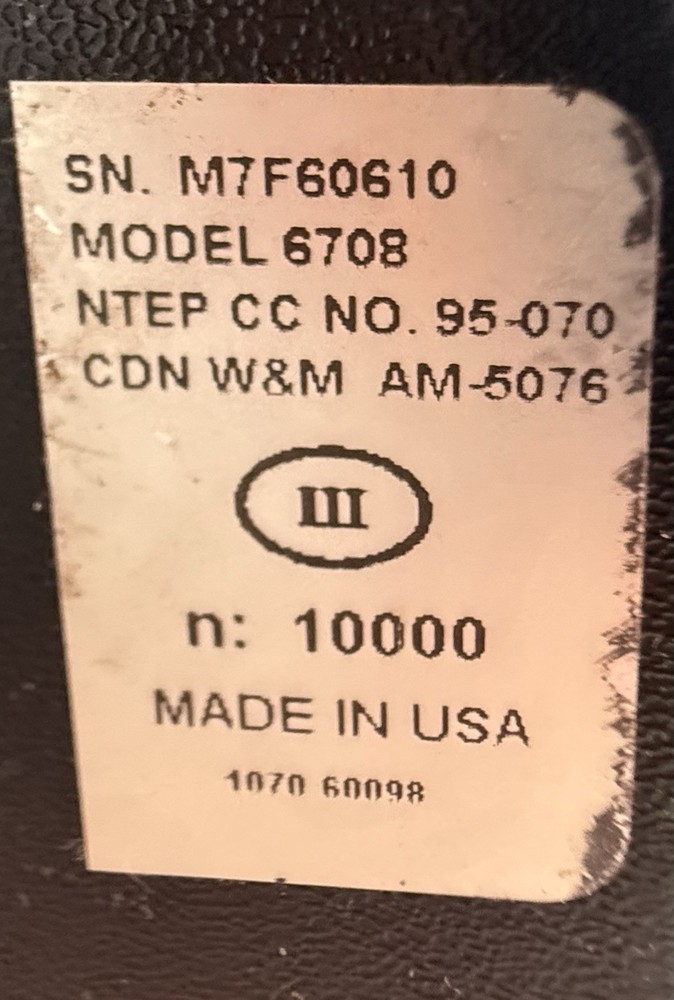 SN. M7F60610
MODEL 6708
NTEP CC NO. 95-070
CDN W&M AM-5076
III
n: 10000
MADE IN USA
1070 60098